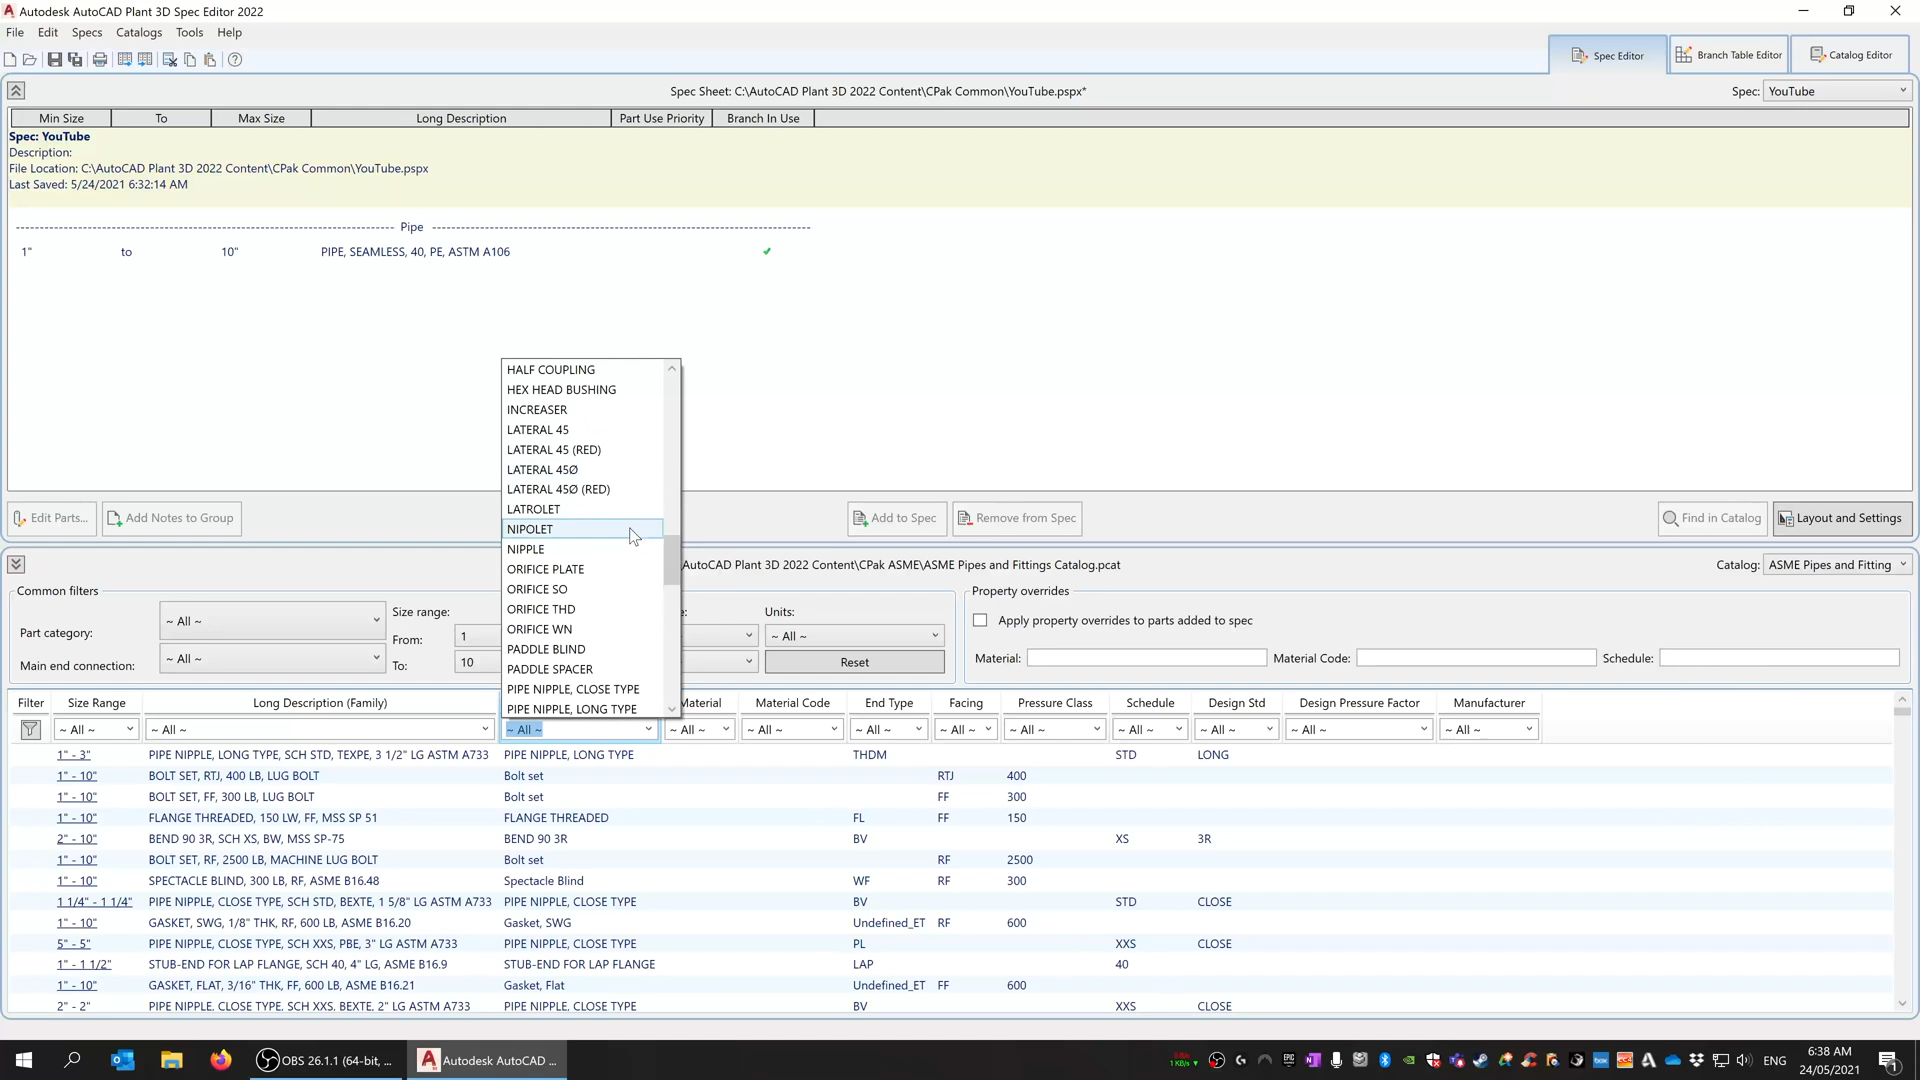 Autodesk AutoCAD Plant 3D Spec Editor 2022
File Edit Specs Catalogs Tools Help
Spec Editor
Branch Table Editor
Catalog Editor
Spec Sheet: C:\AutoCAD Plant 3D 2022 Content\CPak Common\YouTube.pspx*
Spec: YouTube
Min Size To Max Size Long Description Part Use Priority Branch In Use
Spec: YouTube
Description:
File Location: C:\AutoCAD Plant 3D 2022 Content\CPak Common\YouTube.pspx
Last Saved: 5/24/2021 6:32:14 AM
Pipe
1" to 10" PIPE, SEAMLESS, 40, PE, ASTM A106
HALF COUPLING
HEX HEAD BUSHING
INCREASER
LATERAL 45
LATERAL 45 (RED)
LATERAL 45Ø
LATERAL 45Ø (RED)
LATROLET
NIPOLET
NIPPLE
ORIFICE PLATE
ORIFICE SO
ORIFICE THD
ORIFICE WN
PADDLE BLIND
PADDLE SPACER
PIPE NIPPLE, CLOSE TYPE
PIPE NIPPLE, LONG TYPE
Edit Parts... Add Notes to Group Add to Spec Remove from Spec Find in Catalog Layout and Settings
AutoCAD Plant 3D 2022 Content\CPak ASME\ASME Pipes and Fittings Catalog.pcat
Catalog: ASME Pipes and Fitting
Common filters
Part category: ~ All ~
Main end connection: ~ All ~
Size range:
From: 1
To: 10
e:
Units:
~ All ~
Reset
Property overrides
Apply property overrides to parts added to spec
Material: Material Code: Schedule:
Filter Size Range Long Description (Family) Material Material Code End Type Facing Pressure Class Schedule Design Std Design Pressure Factor Manufacturer
~ All ~ ~ All ~ ~ All ~ ~ All ~ ~ All ~ ~ All ~ ~ All ~ ~ All ~ ~ All ~ ~ All ~ ~ All ~ ~ All ~
1" - 3" PIPE NIPPLE, LONG TYPE, SCH STD, TEXPE, 3 1/2" LG ASTM A733 PIPE NIPPLE, LONG TYPE THDM STD LONG
1" - 10" BOLT SET, RTJ, 400 LB, LUG BOLT Bolt set RTJ 400
1" - 10" BOLT SET, FF, 300 LB, LUG BOLT Bolt set FF 300
1" - 10" FLANGE THREADED, 150 LW, FF, MSS SP 51 FLANGE THREADED FL FF 150
2" - 10" BEND 90 3R, SCH XS, BW, MSS SP-75 BEND 90 3R BV XS 3R
1" - 10" BOLT SET, RF, 2500 LB, MACHINE LUG BOLT Bolt set RF 2500
1" - 10" SPECTACLE BLIND, 300 LB, RF, ASME B16.48 Spectacle Blind WF RF 300
1 1/4" - 1 1/4" PIPE NIPPLE, CLOSE TYPE, SCH STD, BEXTE, 1 5/8" LG ASTM A733 PIPE NIPPLE, CLOSE TYPE BV STD CLOSE
1" - 10" GASKET, SWG, 1/8" THK, RF, 600 LB, ASME B16.20 Gasket, SWG Undefined_ET RF 600
5" - 5" PIPE NIPPLE, CLOSE TYPE, SCH XXS, PBE, 3" LG ASTM A733 PIPE NIPPLE, CLOSE TYPE PL XXS CLOSE
1" - 1 1/2" STUB-END FOR LAP FLANGE, SCH 40, 4" LG, ASME B16.9 STUB-END FOR LAP FLANGE LAP 40
1" - 10" GASKET, FLAT, 3/16" THK, FF, 600 LB, ASME B16.21 Gasket, Flat Undefined_ET FF 600
2" - 2" PIPE NIPPLE, CLOSE TYPE, SCH XXS, BEXTE, 2" LG ASTM A733 PIPE NIPPLE, CLOSE TYPE BV XXS CLOSE
OBS 26.1.1 (64-bit, ...
Autodesk AutoCAD ...
ENG
6:38 AM
24/05/2021